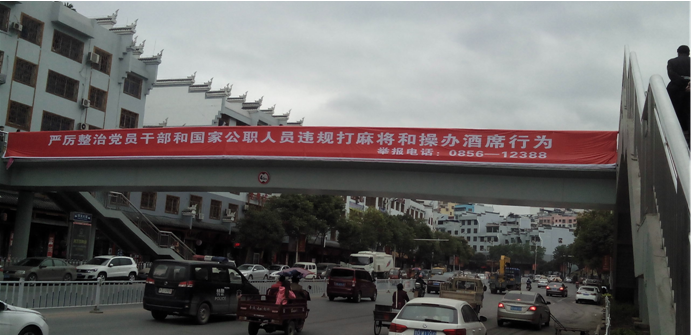 严厉整治党员干部和国家公职人员违规打麻将和操办酒席行为
举报电话：0856—12388